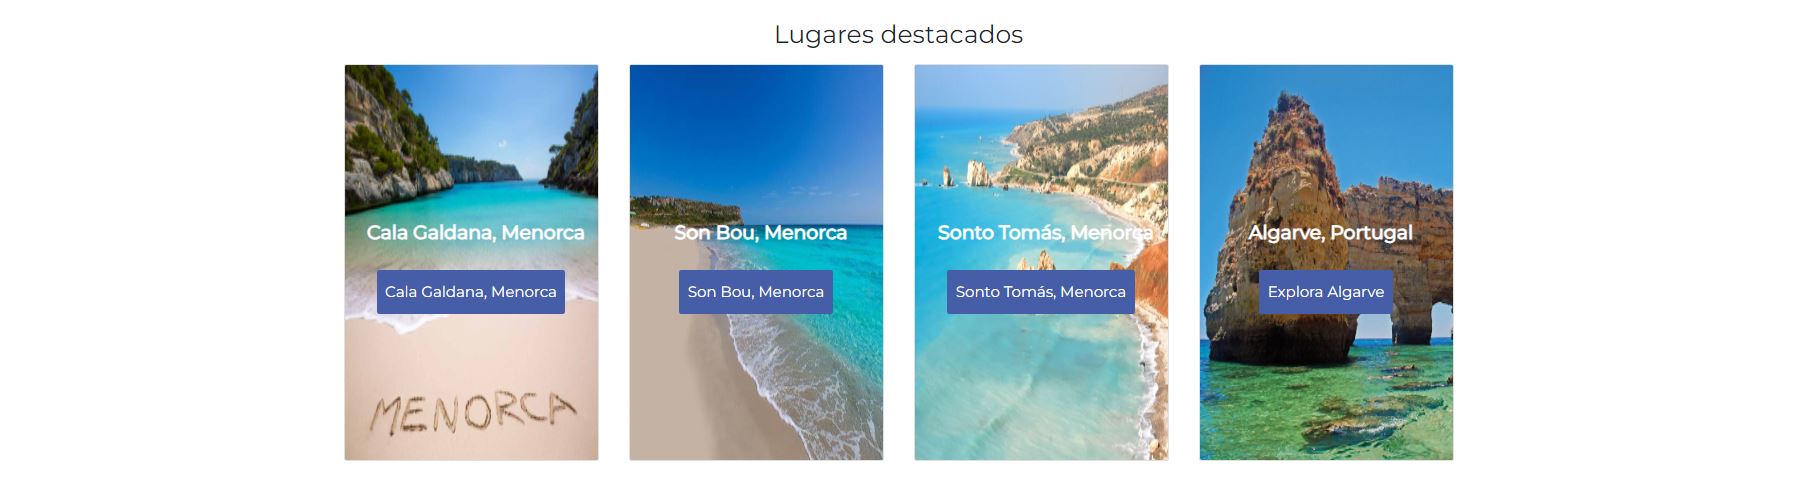 Lugares destacados
Cala Galdana, Menorca
Cala Galdana, Menorca
MENORCA
Son Bou, Menorca
Son Bou, Menorca
Sonto Tomás, Menorca
Sonto Tomás, Menorca
Algarve, Portugal
Explora Algarve